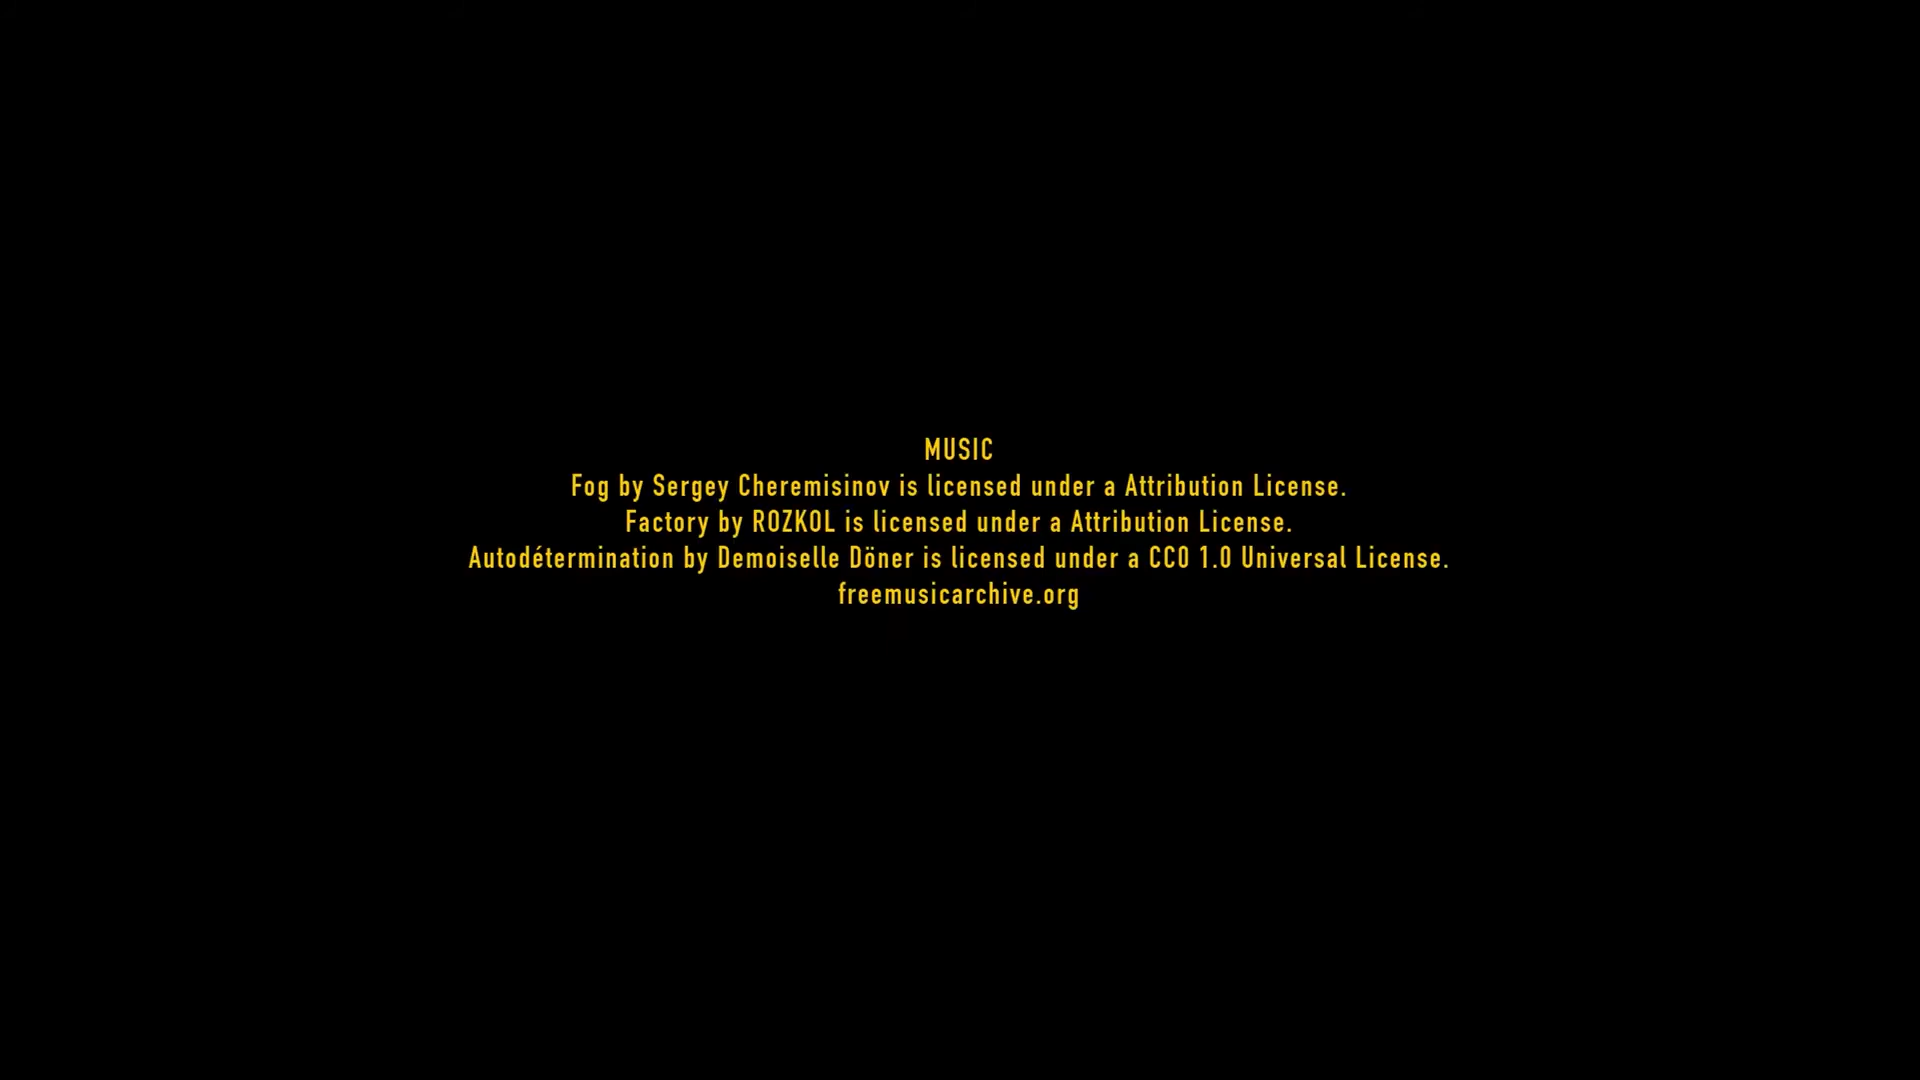 MUSIC
Fog by Sergey Cheremisinov is licensed under a Attribution License.
Factory by ROZKOL is licensed under a Attribution License.
Autodétermination by Demoiselle Döner is licensed under a CC0 1.0 Universal License.
freemusicarchive.org